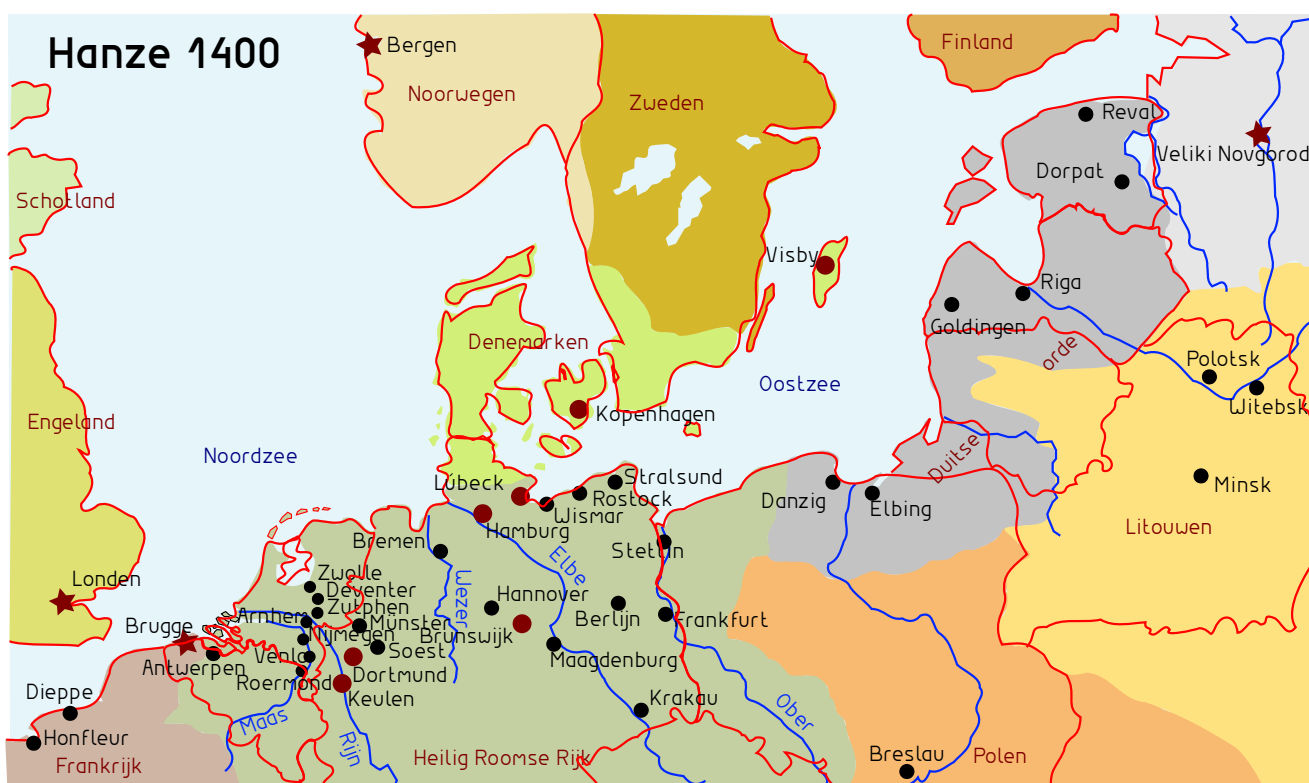 Hanze 1400
Bergen
Noorwegen
Zweden
Finland
Reval
Veliki Novgorod
Dorpat
Schotland
Visby
Riga
Goldingen
orde
Denemarken
Polotsk
Witebsk
Oostzee
Kopenhagen
Engeland
Noordzee
Duitse
Lúbeck
Stralsund
Rostock
Wismar
Hamburg
Danzig
Elbing
Minsk
Litouwen
Bremen
Stettin
Elbe
Wezer
Londen
Zwolle
Deventer
Zutphen
Arnhem
Hannover
Berlijn
Frankfurt
Brugge
Nijmegen
Münster
Brunswijk
Soest
Antwerpen
Venlo
Maagdenburg
Roermond
Dortmund
Keulen
Krakau
Dieppe
Honfleur
Maas
Rijn
Ober
Frankrijk
Heilig Roomse Rijk
Breslau
Polen